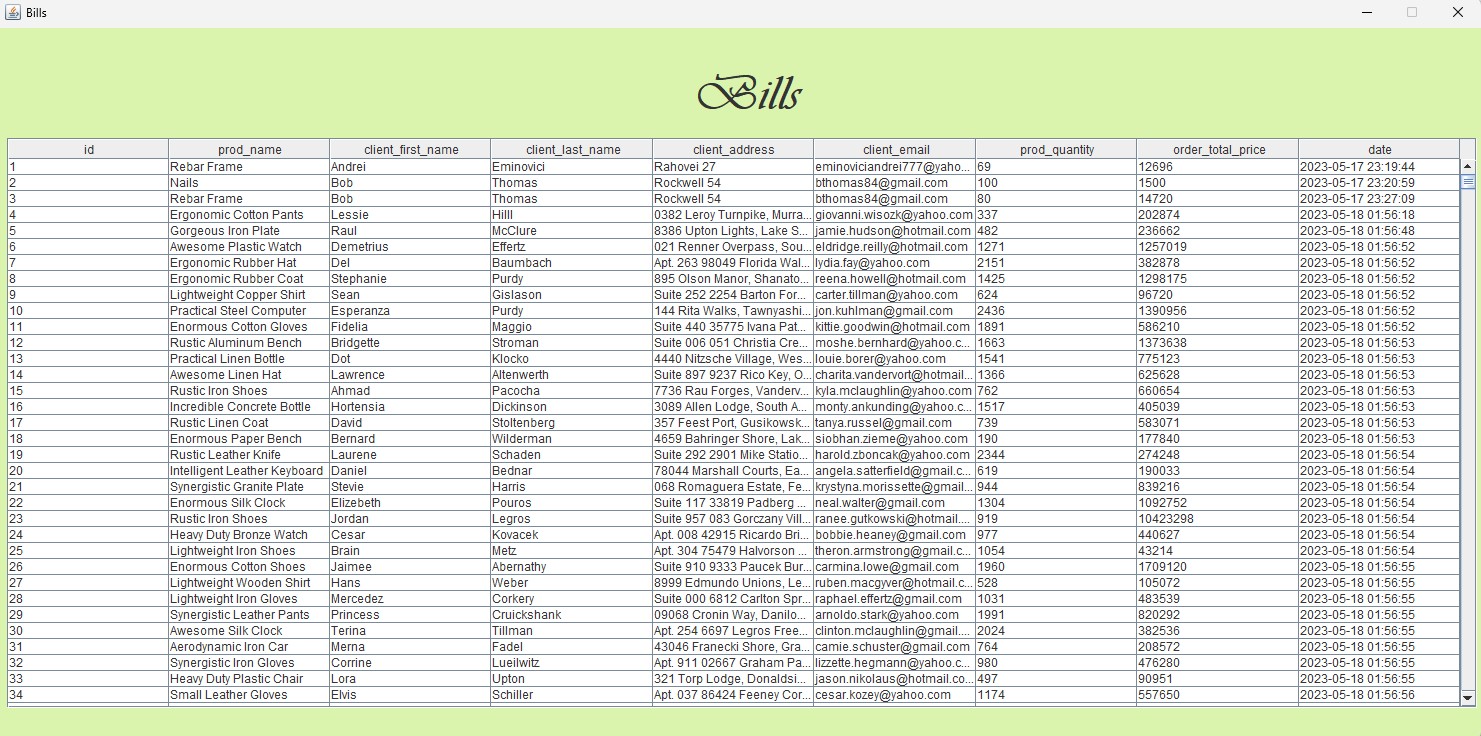 Bills
Bills
id prod_name client_first_name client_last_name client_address client_email prod_quantity order_total_price date
1 Rebar Frame Andrei Eminovici Rahovei 27 eminoviciandrei777@yaho... 69 12696 2023-05-17 23:19:44
2 Nails Bob Thomas Rockwell 54 bthomas84@gmail.com 100 1500 2023-05-17 23:20:59
3 Rebar Frame Bob Thomas Rockwell 54 bthomas84@gmail.com 80 14720 2023-05-17 23:27:09
4 Ergonomic Cotton Pants Lessie Hilll 0382 Leroy Turnpike, Murra... giovanni.wisozk@yahoo.com 337 202874 2023-05-18 01:56:18
5 Gorgeous Iron Plate Raul McClure 8386 Upton Lights, Lake S... jamie.hudson@hotmail.com 482 236662 2023-05-18 01:56:48
6 Awesome Plastic Watch Demetrius Effertz 021 Renner Overpass, Sou... eldridge.reilly@hotmail.com 1271 1257019 2023-05-18 01:56:52
7 Ergonomic Rubber Hat Del Baumbach Apt. 263 98049 Florida Wal... lydia.fay@yahoo.com 2151 382878 2023-05-18 01:56:52
8 Ergonomic Rubber Coat Stephanie Purdy 895 Olson Manor, Shanato... reena.howell@hotmail.com 1425 1298175 2023-05-18 01:56:52
9 Lightweight Copper Shirt Sean Gislason Suite 252 2254 Barton For... carter.tillman@yahoo.com 624 96720 2023-05-18 01:56:52
10 Practical Steel Computer Esperanza Purdy 144 Rita Walks, Tawnyashi... jon.kuhlman@gmail.com 2436 1390956 2023-05-18 01:56:52
11 Enormous Cotton Gloves Fidelia Maggio Suite 440 35775 Ivana Pat... kittie.goodwin@hotmail.com 1891 586210 2023-05-18 01:56:52
12 Rustic Aluminum Bench Bridgette Stroman Suite 006 051 Christia Cre... moshe.bernhard@yahoo.c... 1663 1373638 2023-05-18 01:56:52
13 Practical Linen Bottle Dot Klocko 4440 Nitzsche Village, Wes... louie.borer@yahoo.com 1541 775123 2023-05-18 01:56:53
14 Awesome Linen Hat Lawrence Altenwerth Suite 897 9237 Rico Key, O... charita.vandervort@hotmail... 1366 625628 2023-05-18 01:56:53
15 Rustic Iron Shoes Ahmad Pacocha 7736 Rau Forges, Vanderv... kyla.mclaughlin@yahoo.com 762 660654 2023-05-18 01:56:53
16 Incredible Concrete Bottle Hortensia Dickinson 3089 Allen Lodge, South A... monty.ankunding@yahoo.c... 1517 405039 2023-05-18 01:56:53
17 Rustic Linen Coat David Stoltenberg 357 Feest Port, Gusikowsk... tanya.russel@gmail.com 739 583071 2023-05-18 01:56:53
18 Enormous Paper Bench Bernard Wilderman 4659 Bahringer Shore, Lak... siobhan.zieme@yahoo.com 190 177840 2023-05-18 01:56:53
19 Rustic Leather Knife Laurene Schaden Suite 292 2901 Mike Statio... harold.zboncak@yahoo.com 2344 274248 2023-05-18 01:56:54
20 Intelligent Leather Keyboard Daniel Bednar 78044 Marshall Courts, Ea... angela.satterfield@gmail.c... 619 190033 2023-05-18 01:56:54
21 Synergistic Granite Plate Stevie Harris 068 Romaguera Estate, Fe... krystyna.morissette@gmail... 944 839216 2023-05-18 01:56:54
22 Enormous Silk Clock Elizebeth Pouros Suite 117 33819 Padberg ... neal.walter@gmail.com 1304 1092752 2023-05-18 01:56:54
23 Rustic Iron Shoes Jordan Legros Suite 957 083 Gorczany Vill... ranee.gutkowski@hotmail.... 919 10423298 2023-05-18 01:56:54
24 Heavy Duty Bronze Watch Cesar Kovacek Apt. 008 42915 Ricardo Bri... bobbie.heaney@gmail.com 977 440627 2023-05-18 01:56:54
25 Lightweight Iron Shoes Brain Metz Apt. 304 75479 Halvorson ... theron.armstrong@gmail.c... 1054 43214 2023-05-18 01:56:55
26 Enormous Cotton Shoes Jaimee Abernathy Suite 910 9333 Paucek Bur... carmina.lowe@gmail.com 1960 1709120 2023-05-18 01:56:55
27 Lightweight Wooden Shirt Hans Weber 8999 Edmundo Unions, Le... ruben.macgyver@hotmail.c... 528 105072 2023-05-18 01:56:55
28 Lightweight Iron Gloves Mercedez Corkery Suite 000 6812 Carlton Spr... raphael.effertz@gmail.com 1031 483539 2023-05-18 01:56:55
29 Synergistic Leather Pants Princess Cruickshank 09068 Cronin Way, Danilo... arnoldo.stark@yahoo.com 1991 820292 2023-05-18 01:56:55
30 Awesome Silk Clock Terina Tillman Apt. 254 6697 Legros Free... clinton.mclaughlin@gmail.... 2024 382536 2023-05-18 01:56:55
31 Aerodynamic Iron Car Merna Fadel 43046 Franecki Shore, Gra... camie.schuster@gmail.com 764 208572 2023-05-18 01:56:55
32 Synergistic Iron Gloves Corrine Lueilwitz Apt. 911 02667 Graham Pa... lizzette.hegmann@yahoo.c... 980 476280 2023-05-18 01:56:55
33 Heavy Duty Plastic Chair Lora Upton 321 Torp Lodge, Donaldsi... jason.nikolaus@hotmail.co... 497 90951 2023-05-18 01:56:55
34 Small Leather Gloves Elvis Schiller Apt. 037 86424 Feeney Cor... cesar.kozey@yahoo.com 1174 557650 2023-05-18 01:56:56